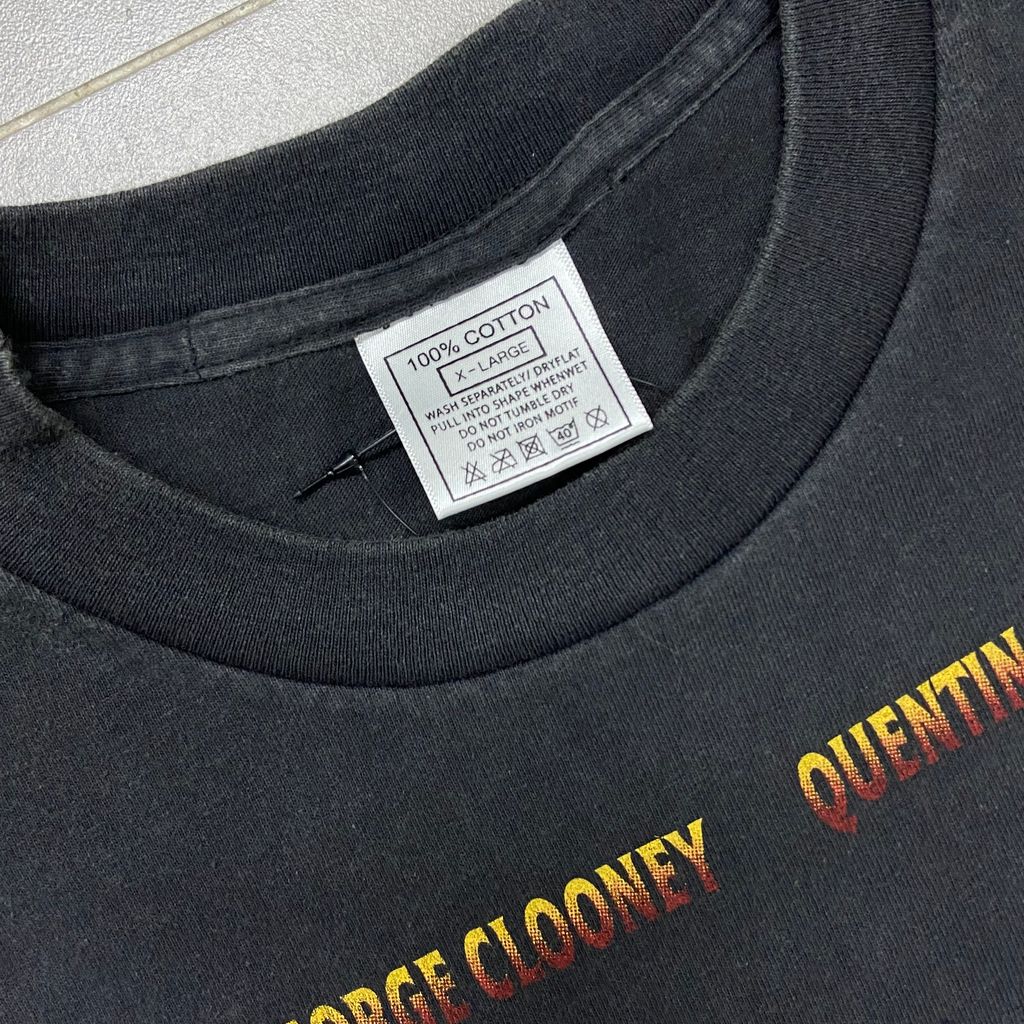 100% COTTON
X-LARGE
WASH SEPARATELY/DRYFLAT
PULL INTO SHAPE WHENWET
DO NOT TUMBLE DRY
DO NOT IRON MOTIF
40°
QUENTIN
ORGE CLOONEY